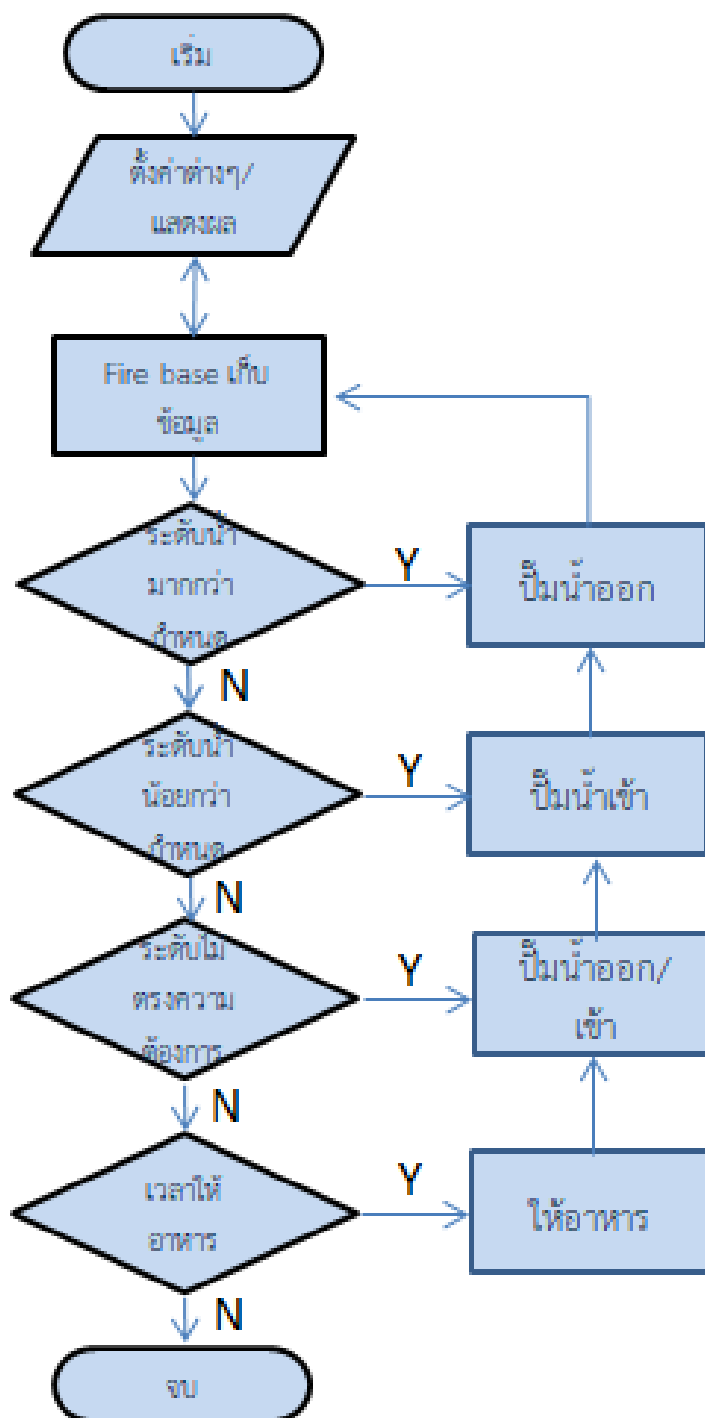 เริ่ม
ตั้งค่าต่างๆ/
แสดงผล
Fire base เก็บ
ข้อมูล
ระดับน้ำ
มากกว่า
กำหนด
Y
ปั๊มน้ำออก
N
ระดับน้ำ
น้อยกว่า
กำหนด
Y
ปั๊มน้ำเข้า
N
ระดับไม่
ตรงความ
ต้องการ
Y
ปั๊มน้ำออก/
เข้า
N
เวลาให้
อาหาร
Y
ให้อาหาร
N
จบ